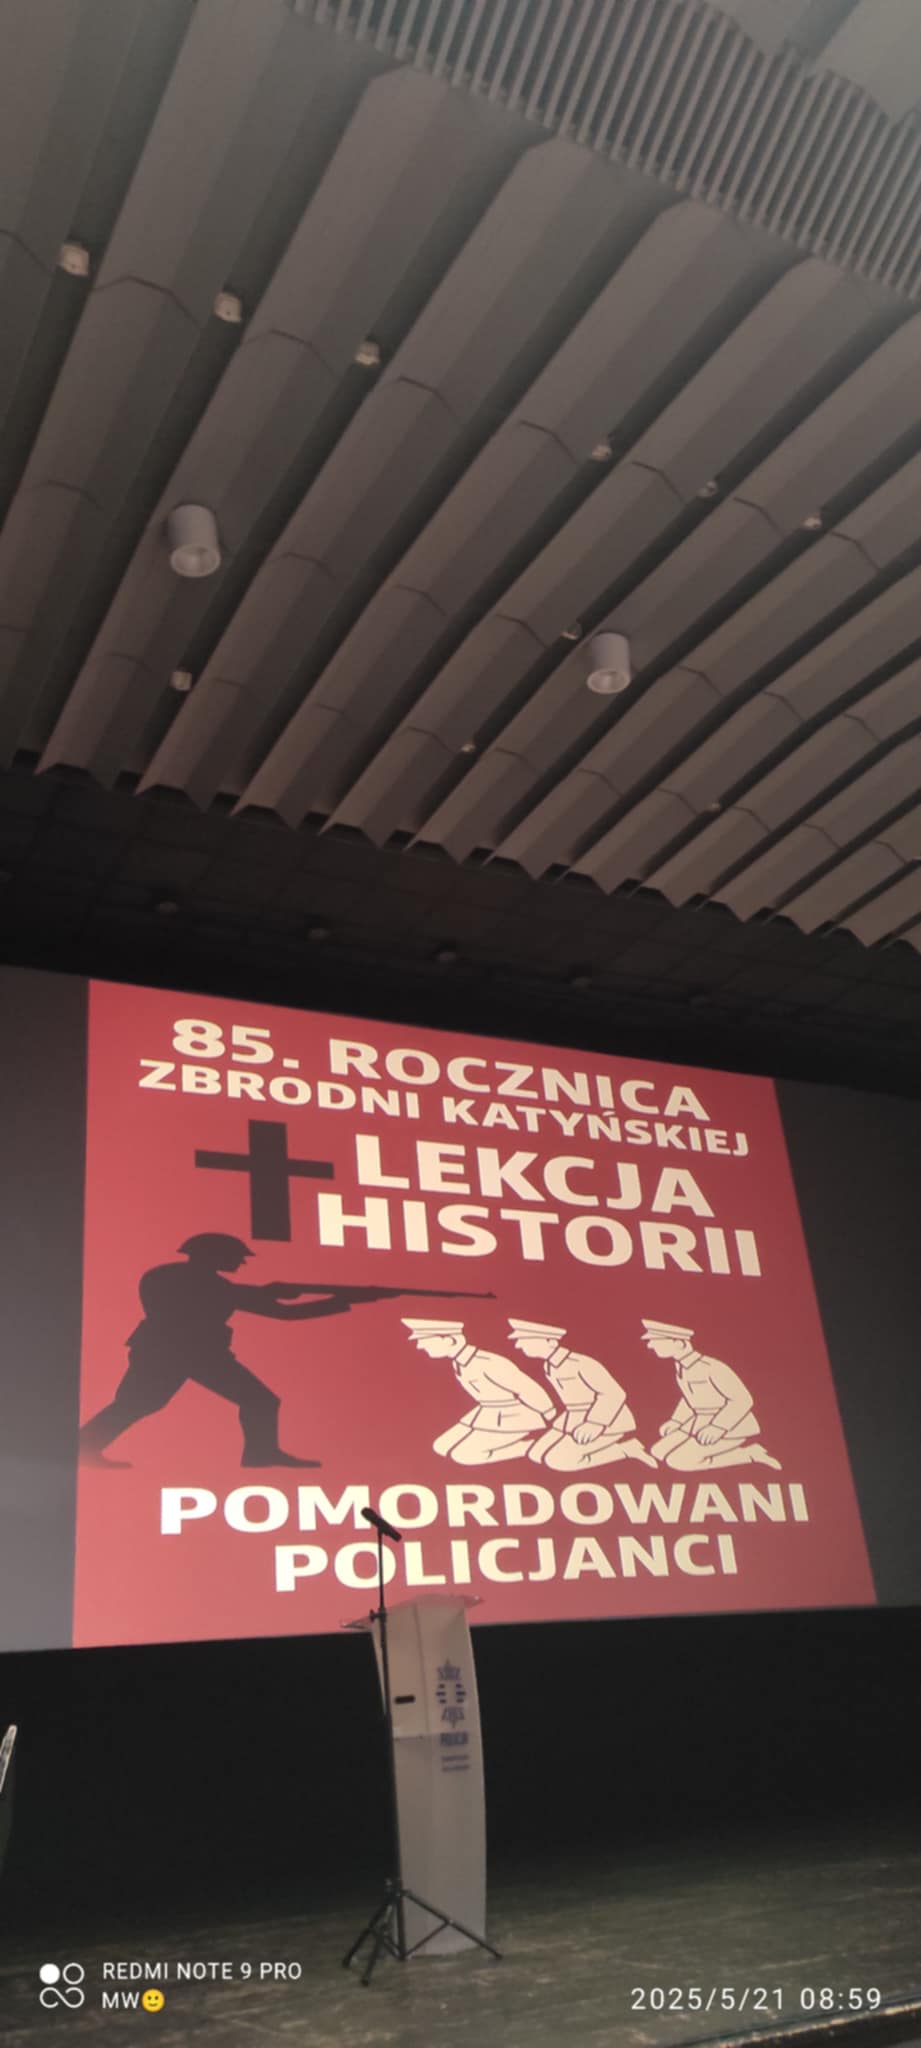 85. ROCZNICA
ZBRODNI KATYŃSKIEJ
LEKCJA
HISTORII
POMORDOWANI
POLICJANCI
REDMI NOTE 9 PRO
MW🙂
2025/5/21 08:59